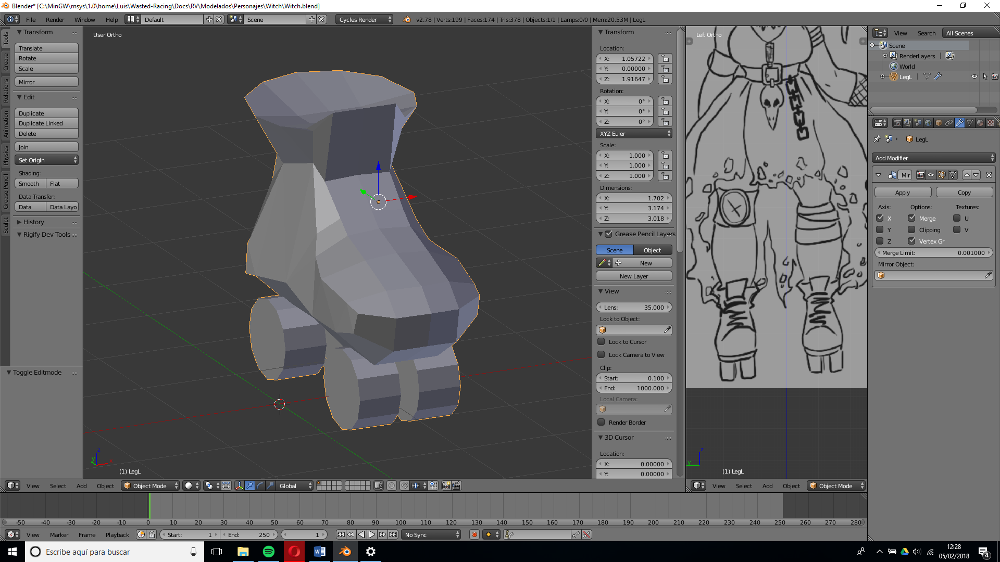 Blender* [C:\MinGW\msys\1.0\home\Luis\Wasted-Racing\Docs\RV\Modelados\Personajes\Witch\Witch.blend]
File Render Window Help Default Scene Cycles Render v2.78 | Verts:199 | Faces:174 | Tris:378 | Objects:1/1 | Lamps:0/0 | Mem:20.53M | LegL
Tools
Create
Relations
Animation
Physics
Grease Pencil
Sculpt
Transform
Translate
Rotate
Scale
Mirror
Edit
Duplicate
Duplicate Linked
Delete
Join
Set Origin
Shading:
Smooth Flat
Data Transfer:
Data Data Layo
History
Rigify Dev Tools
Toggle Editmode
User Ortho
z
y
x
(1) LegL
Transform
Location:
X: 1.05722
Y: 0.00000
Z: 1.91647
Rotation:
X: 0°
Y: 0°
Z: 0°
XYZ Euler
Scale:
X: 1.000
Y: 1.000
Z: 1.000
Dimensions:
X: 1.702
Y: 3.174
Z: 3.018
Grease Pencil Layers
Scene Object
New
New Layer
View
Lens: 35.000
Lock to Object:
Lock to Cursor
Lock Camera to View
Clip:
Start: 0.100
End: 1000.000
Local Camera:
Render Border
3D Cursor
Location:
X: 0.00000
Y: 0.00000
Left Ortho
z
y
(1) LegL
View Search All Scenes
Scene
RenderLayers
World
LegL
LegL
Add Modifier
Mir
Apply Copy
Axis: Options: Textures:
X Merge U
Y Clipping V
Z Vertex Gr
Merge Limit: 0.001000
Mirror Object:
View Select Add Object Object Mode Global
View Select Add Object Object Mode
-50 -40 -30 -20 -10 0 10 20 30 40 50 60 70 80 90 100 110 120 130 140 150 160 170 180 190 200 210 220 230 240 250 260 270 280
View Marker Frame Playback Start: 1 End: 250 1 No Sync
Escribe aquí para buscar
12:28
05/02/2018
4